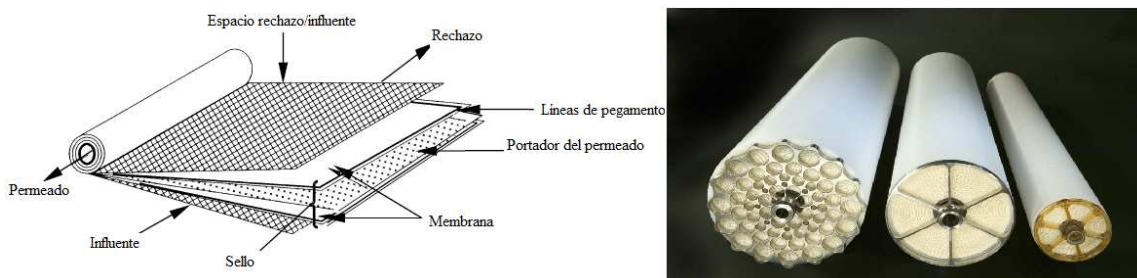 Espacio rechazo/influente
Rechazo
Líneas de pegamento
Portador del permeado
Permeado
Membrana
Influente
Sello